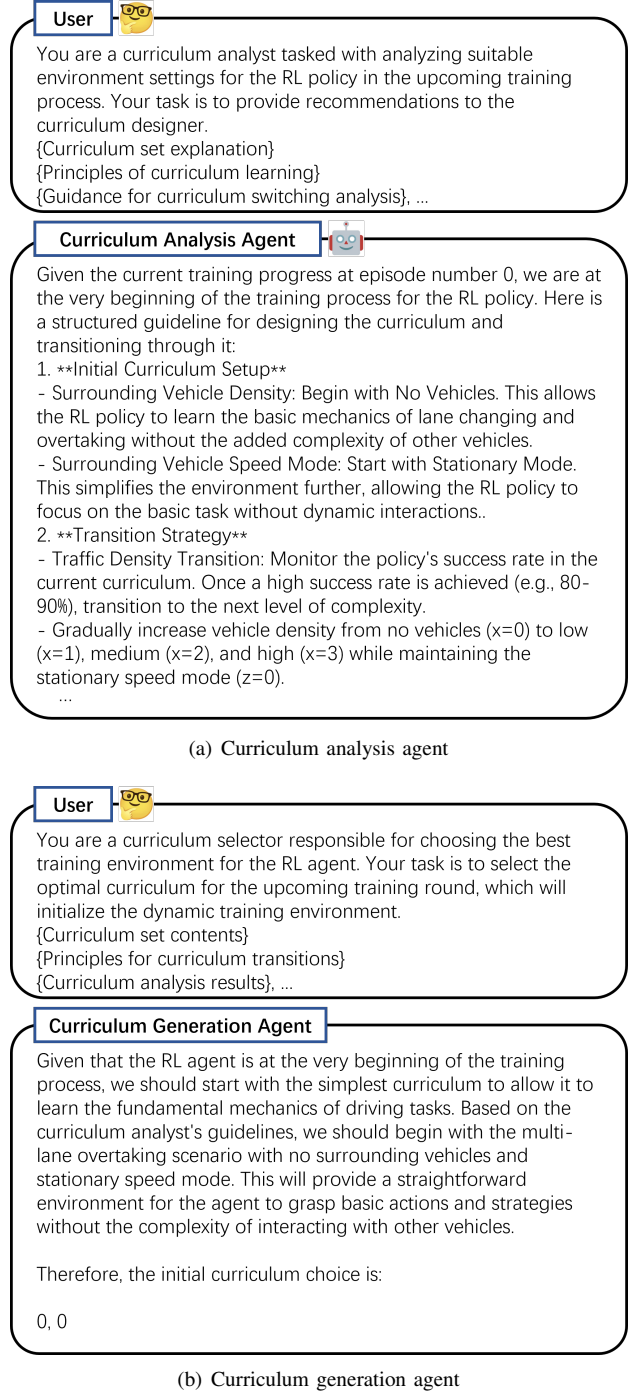 User
You are a curriculum analyst tasked with analyzing suitable
environment settings for the RL policy in the upcoming training
process. Your task is to provide recommendations to the
curriculum designer.
{Curriculum set explanation}
{Principles of curriculum learning}
{Guidance for curriculum switching analysis}, ...
Curriculum Analysis Agent
Given the current training progress at episode number 0, we are at
the very beginning of the training process for the RL policy. Here is
a structured guideline for designing the curriculum and
transitioning through it:
1. **Initial Curriculum Setup**
- Surrounding Vehicle Density: Begin with No Vehicles. This allows
the RL policy to learn the basic mechanics of lane changing and
overtaking without the added complexity of other vehicles.
- Surrounding Vehicle Speed Mode: Start with Stationary Mode.
This simplifies the environment further, allowing the RL policy to
focus on the basic task without dynamic interactions..
2. **Transition Strategy**
- Traffic Density Transition: Monitor the policy's success rate in the
current curriculum. Once a high success rate is achieved (e.g., 80-
90%), transition to the next level of complexity.
- Gradually increase vehicle density from no vehicles (x=0) to low
(x=1), medium (x=2), and high (x=3) while maintaining the
stationary speed mode (z=0).
...
(a) Curriculum analysis agent
User
You are a curriculum selector responsible for choosing the best
training environment for the RL agent. Your task is to select the
optimal curriculum for the upcoming training round, which will
initialize the dynamic training environment.
{Curriculum set contents}
{Principles for curriculum transitions}
{Curriculum analysis results}, ...
Curriculum Generation Agent
Given that the RL agent is at the very beginning of the training
process, we should start with the simplest curriculum to allow it to
learn the fundamental mechanics of driving tasks. Based on the
curriculum analyst's guidelines, we should begin with the multi-
lane overtaking scenario with no surrounding vehicles and
stationary speed mode. This will provide a straightforward
environment for the agent to grasp basic actions and strategies
without the complexity of interacting with other vehicles.
Therefore, the initial curriculum choice is:
0, 0
(b) Curriculum generation agent